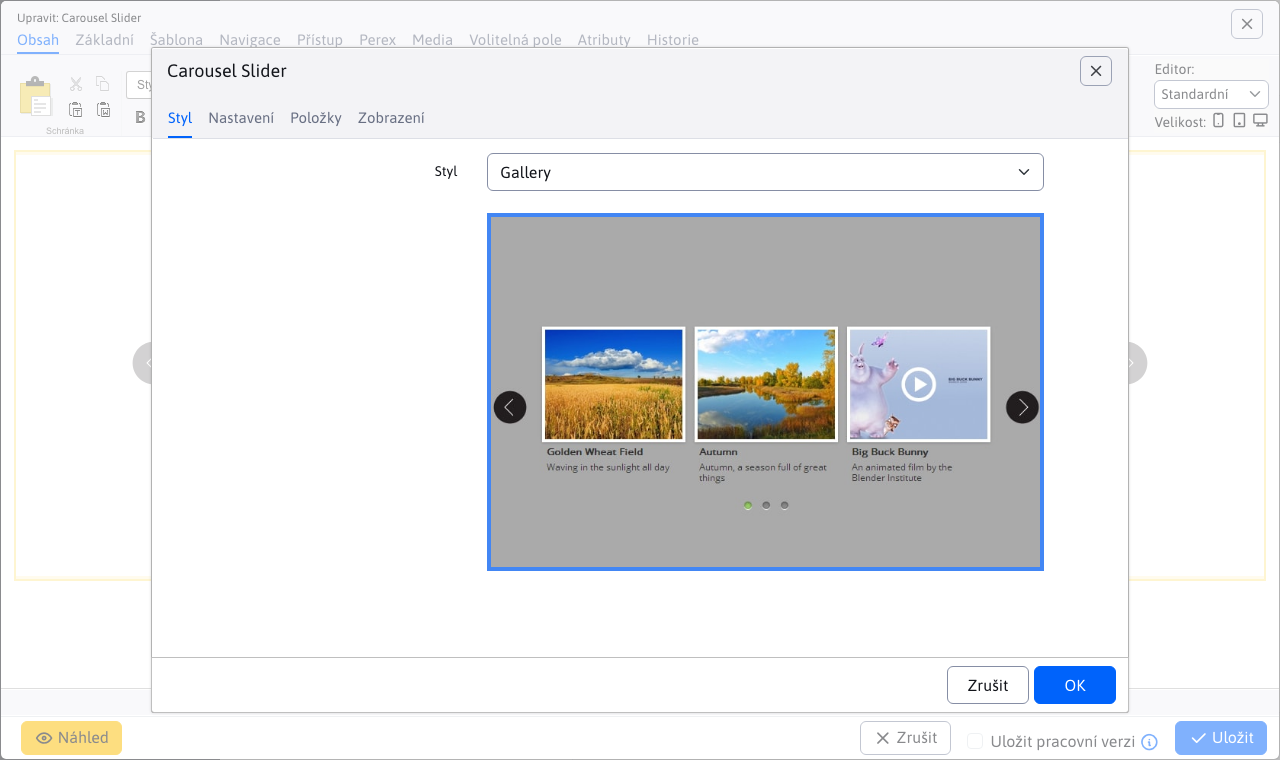 Upravit: Carousel Slider
Obsah Základní Šablona Navigace Přístup Perex Media Volitelná pole Atributy Historie
Schránka
B
Editor:
Standardní
Velikost:
Carousel Slider
Styl Nastavení Položky Zobrazení
Styl
Gallery
BIG BUCK BUNNY
Golden Wheat Field
Waving in the sunlight all day
Autumn
Autumn, a season full of great
things
Big Buck Bunny
An animated film by the
Blender Institute
Zrušit OK
Náhled
Zrušit Uložit pracovní verzi Uložit